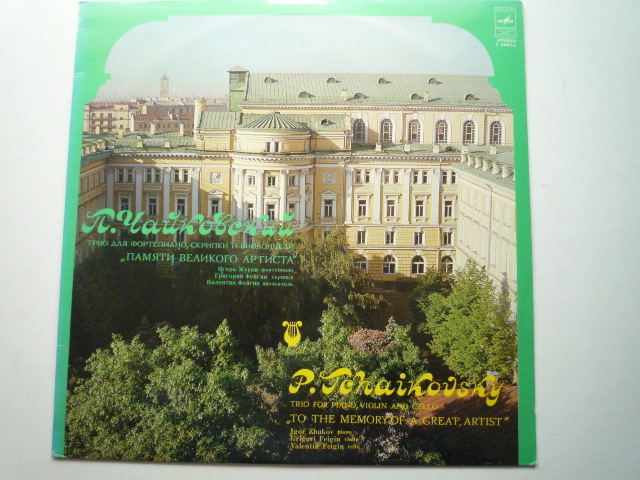 STEREO
П. Чайковский
ТРИО ДЛЯ ФОРТЕПИАНО, СКРИПКИ И ВИОЛОНЧЕЛИ
„ПАМЯТИ ВЕЛИКОГО АРТИСТА"
Игорь Жуков фортепиано
Григорий Фейгин скрипка
Валентин Фейгин виолончель
P. Tchaikovsky
TRIO FOR PIANO, VIOLIN AND CELLO
„TO THE MEMORY OF A GREAT ARTIST"
Igor Zhukov piano
Grigori Feigin violin
Valentin Feigin cello